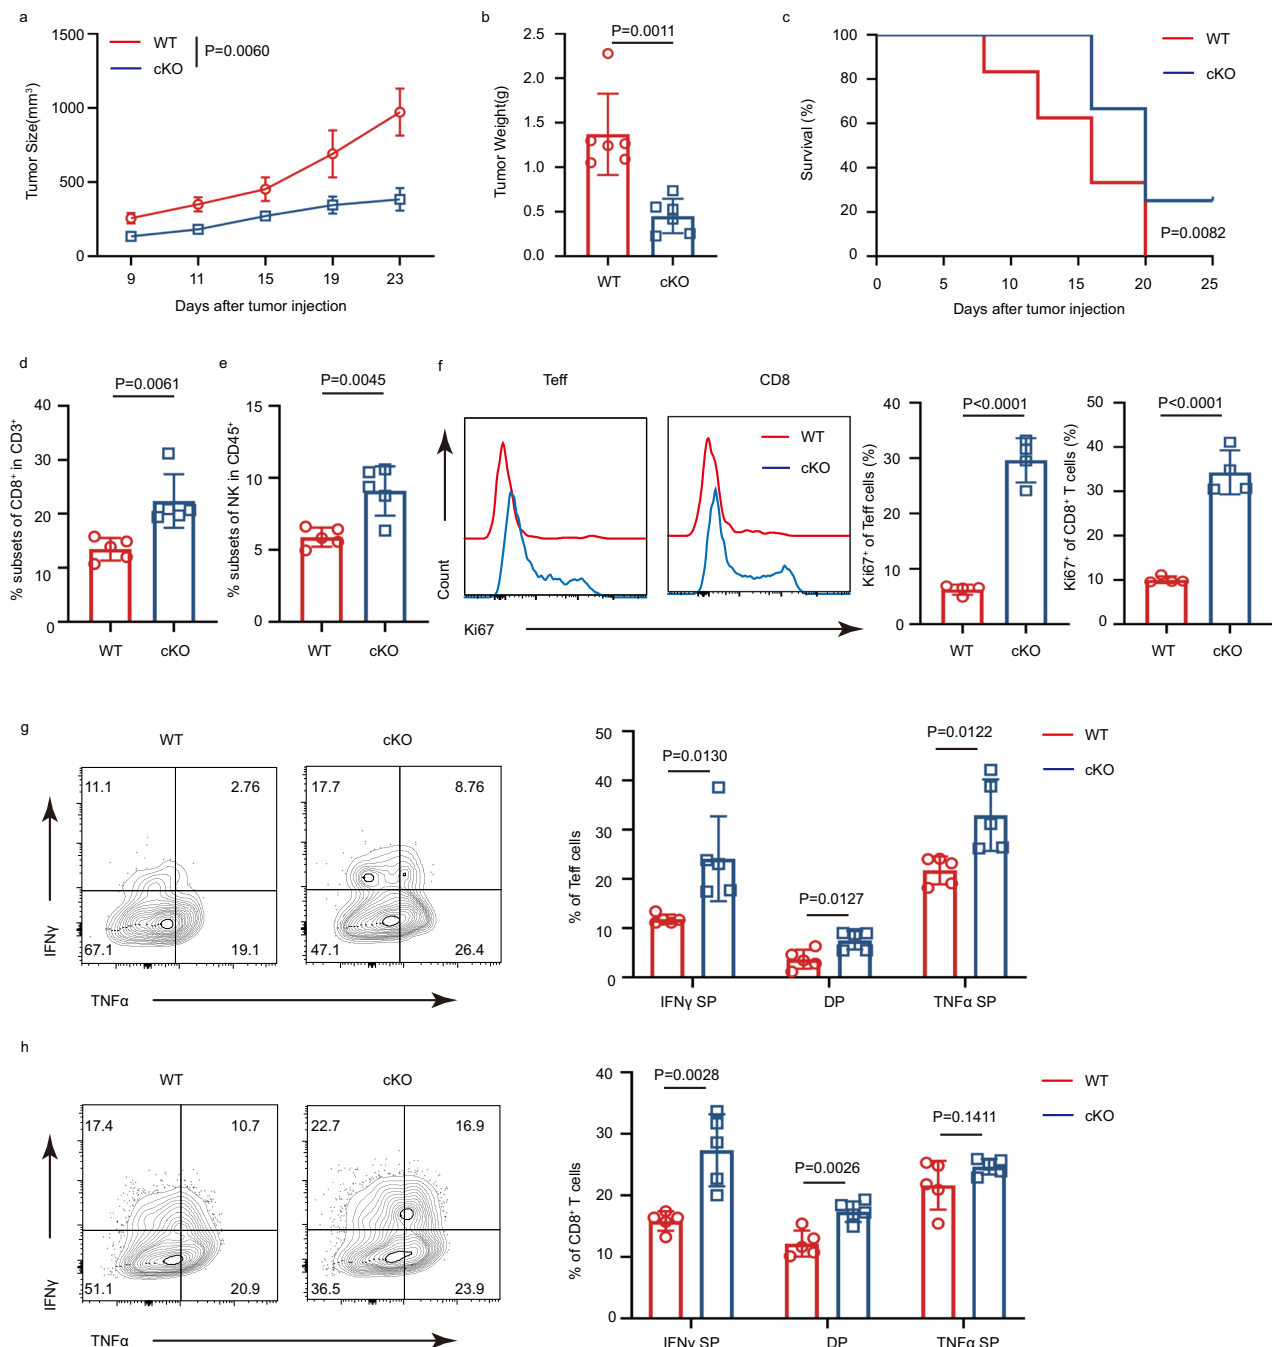 a
1500
1000
500
0
Tumor Size(mm³)
WT
cKO
P=0.0060
9 11 15 19 23
Days after tumor injection
b
2.5
2.0
1.5
1.0
0.5
0.0
Tumor Weight(g)
P=0.0011
WT cKO
c
100
80
60
40
20
0
Survival (%)
WT
cKO
P=0.0082
0 5 10 15 20 25
Days after tumor injection
d
% subsets of CD8⁺ in CD3⁺
40
30
20
10
0
P=0.0061
WT cKO
e
% subsets of NK in CD45⁺
15
10
5
0
P=0.0045
WT cKO
f
Teff
CD8
WT
cKO
Count
Ki67
Ki67⁺ of Teff cells (%)
40
30
20
10
0
P<0.0001
WT cKO
Ki67⁺ of CD8⁺ T cells (%)
50
40
30
20
10
0
P<0.0001
WT cKO
g
WT
11.1 2.76
67.1 19.1
cKO
17.7 8.76
47.1 26.4
IFNγ
TNFα
% of Teff cells
50
40
30
20
10
0
P=0.0130
P=0.0127
P=0.0122
WT
cKO
IFNγ SP DP TNFα SP
h
WT
17.4 10.7
51.1 20.9
cKO
22.7 16.9
36.5 23.9
IFNγ
TNFα
% of CD8⁺ T cells
40
30
20
10
0
P=0.0028
P=0.0026
P=0.1411
WT
cKO
IFNγ SP DP TNFα SP